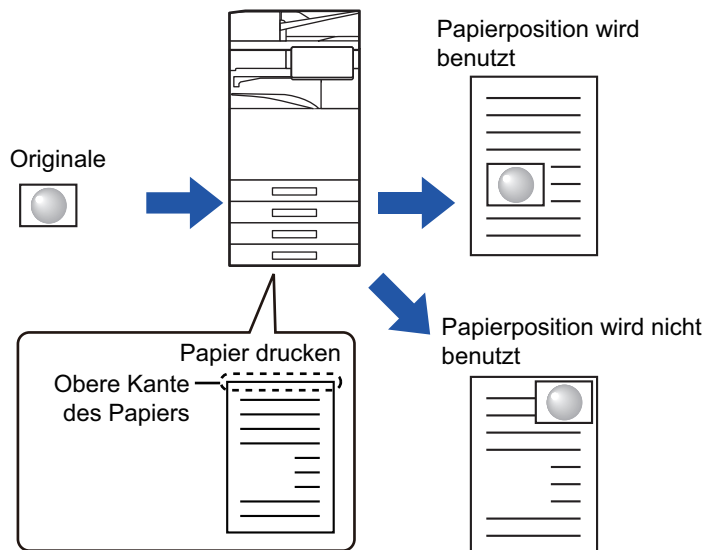 Papierposition wird
benutzt
Originale
Papierposition wird nicht
benutzt
Papier drucken
Obere Kante
des Papiers